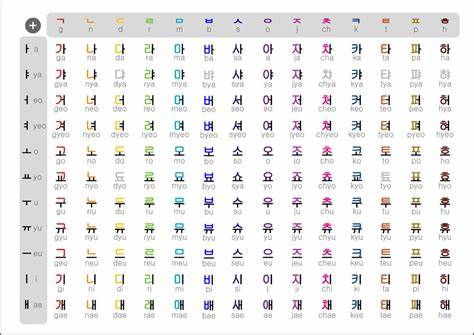 ㄱ ㄴ ㄷ ㄹ ㅁ ㅂ ㅅ ㅇ ㅈ ㅊ ㅋ ㅌ ㅍ ㅎ
g n d r m b s j ch k t p h
ㅏ a 가 나 다 라 마 바 사 아 자 차 카 타 파 하
ga na da ra ma ba sa a ja cha ka ta pa ha
ㅑ ya 갸 냐 댜 랴 먀 뱌 샤 야 쟈 챠 캬 탸 퍄 햐
gya nya dya rya mya bya sya ya jya chya kya tya pya hya
ㅓ eo 거 너 더 러 머 버 서 어 저 처 커 터 퍼 허
geo neo deo reo meo beo seo eo jeo cheo keo teo peo heo
ㅕ yeo 겨 녀 뎌 려 며 벼 셔 여 져 쳐 켜 텨 펴 혀
gyeo nyeo dyeo ryeo myeo byeo syeo yeo jyeo chyeo kyeo tyeo pyeo hyeo
ㅗ o 고 노 도 로 모 보 소 오 조 초 코 토 포 호
go no do ro mo bo so o jo cho ko to po ho
ㅛ yo 교 뇨 됴 료 묘 뵤 쇼 요 죠 쵸 쿄 툐 표 효
gyo nyo dyo ryo myo byo sya yo jyo chyo kyo tyo pyo hyo
ㅜ u 구 누 두 루 무 부 수 우 주 추 쿠 투 푸 후
gu nu du ru mu bu su u ju chu ku tu pu hu
ㅠ yu 규 뉴 듀 류 뮤 뷰 슈 유 쥬 츄 큐 튜 퓨 휴
gyu nyu dyu ryu myu byu syu yu jyu chyu kyu tyu pyu hyu
ㅡ eu 그 느 드 르 므 브 스 으 즈 츠 크 트 프 흐
geu neu deu reu meu beu seu eu jeu cheu keu teu peu heu
ㅣ i 기 니 디 리 미 비 시 이 지 치 키 티 피 히
gi ni di ri mi bi si i ji chi ki ti pi hi
ㅐ ae 개 내 대 래 매 배 새 애 재 채 캐 태 패 해
gae nae dae rae mae bae sae ae jae chae kae tae pae hae